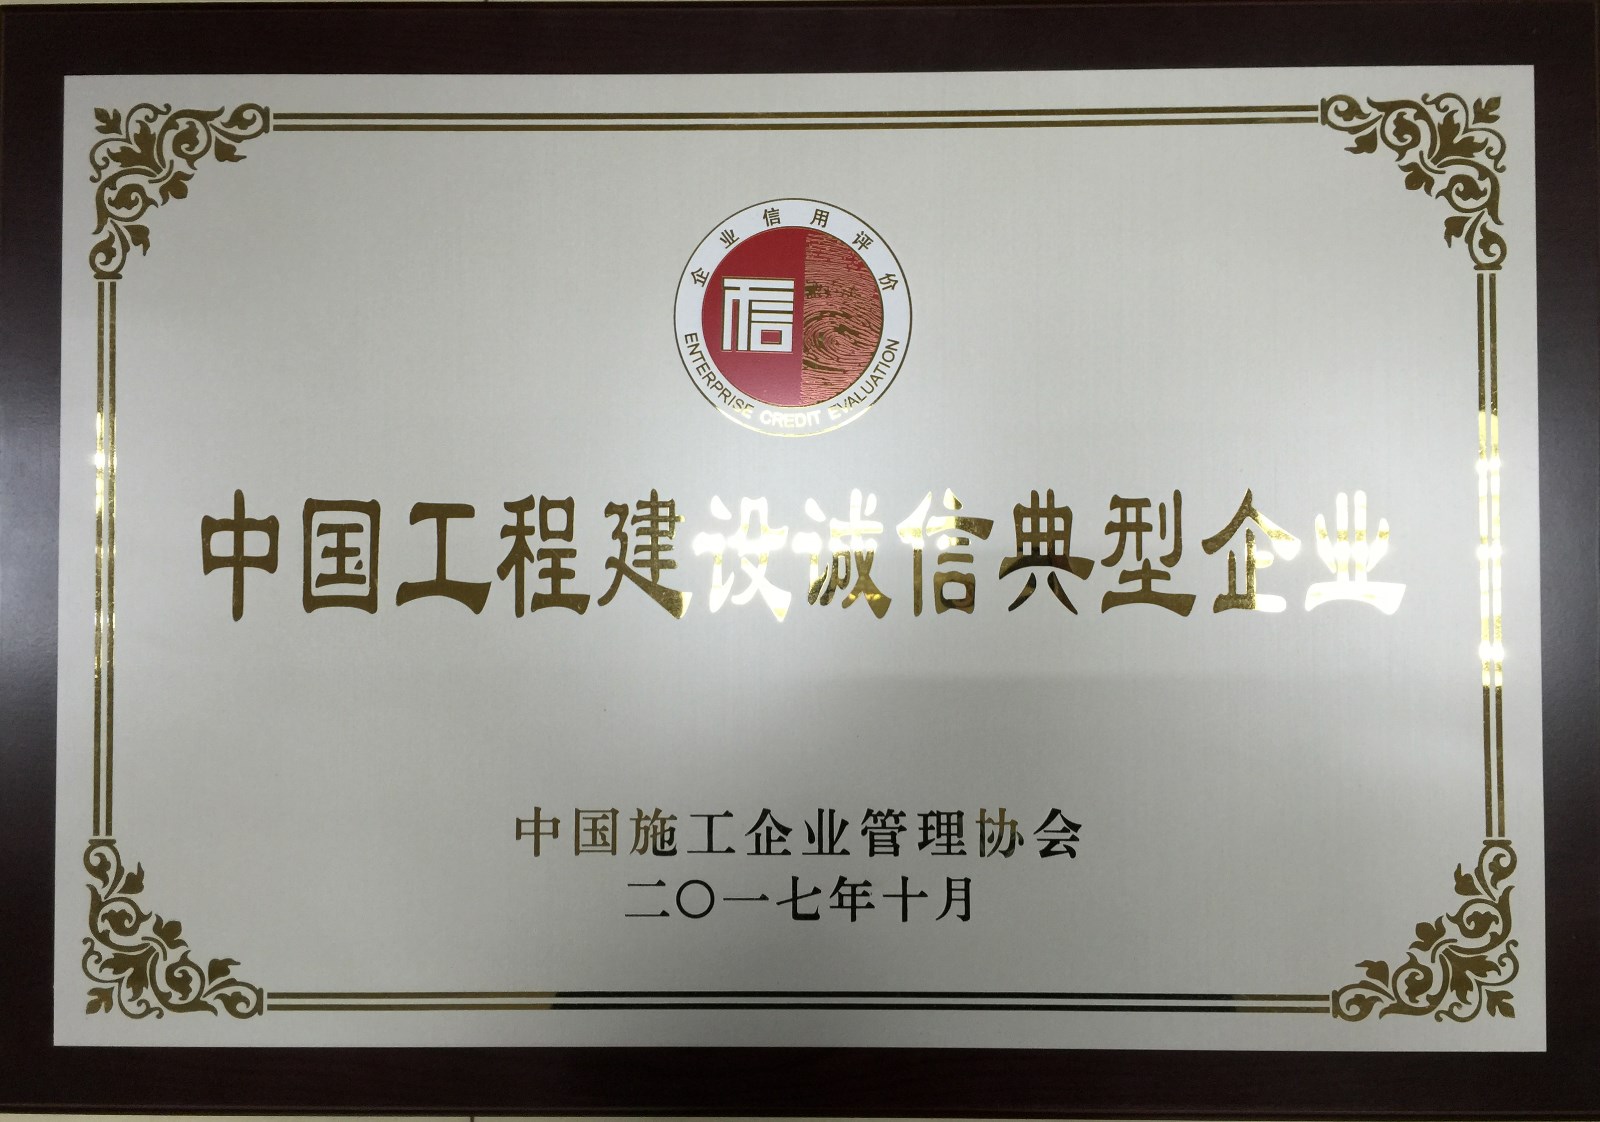 企业信用评价
信
ENTERPRISE CREDIT EVALUATION
中国工程建设诚信典型企业
中国施工企业管理协会
二〇一七年十月